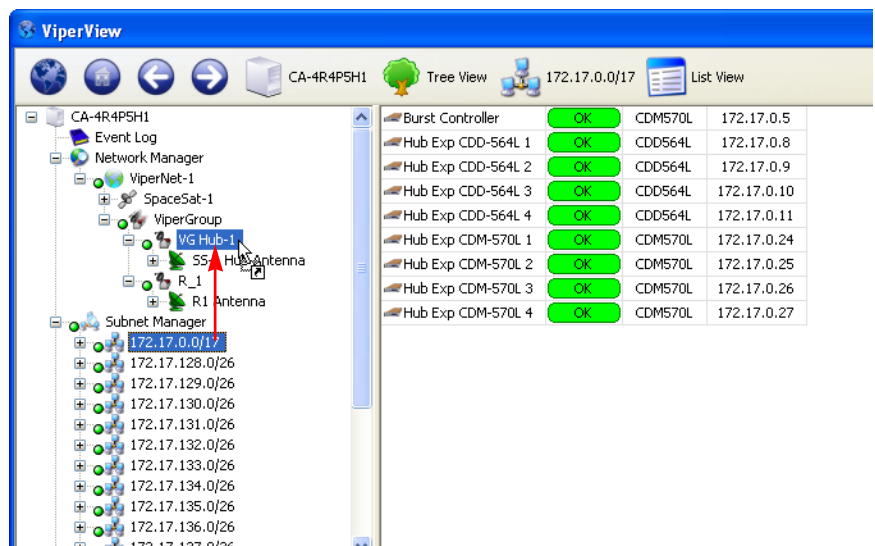 ViperView
CA-4R4P5H1 Tree View 172.17.0.0/17 List View
CA-4R4P5H1
Event Log
Network Manager
ViperNet-1
SpaceSat-1
ViperGroup
VG Hub-1
SS- Hub Antenna
R_1
R1 Antenna
Subnet Manager
172.17.0.0/17
172.17.128.0/26
172.17.129.0/26
172.17.130.0/26
172.17.131.0/26
172.17.132.0/26
172.17.133.0/26
172.17.134.0/26
172.17.135.0/26
172.17.136.0/26
172.17.137.0/26
Burst Controller OK CDM570L 172.17.0.5
Hub Exp CDD-564L 1 OK CDD564L 172.17.0.8
Hub Exp CDD-564L 2 OK CDD564L 172.17.0.9
Hub Exp CDD-564L 3 OK CDD564L 172.17.0.10
Hub Exp CDD-564L 4 OK CDD564L 172.17.0.11
Hub Exp CDM-570L 1 OK CDM570L 172.17.0.24
Hub Exp CDM-570L 2 OK CDM570L 172.17.0.25
Hub Exp CDM-570L 3 OK CDM570L 172.17.0.26
Hub Exp CDM-570L 4 OK CDM570L 172.17.0.27